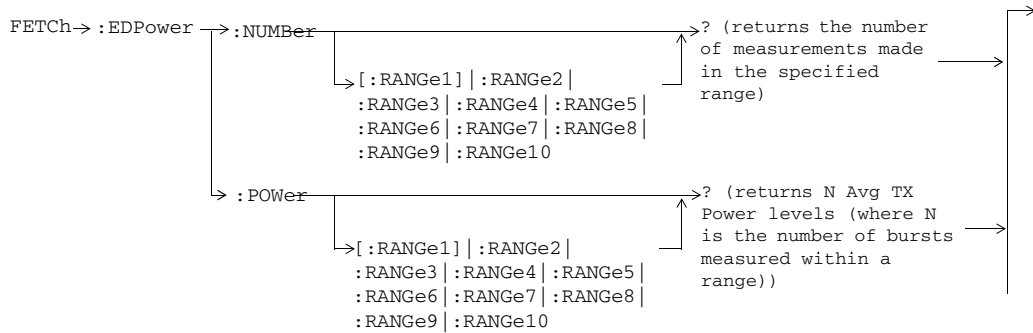 FETCh :EDPower :NUMBer ? (returns the number
of measurements made
in the specified
range)
[:RANGe1]|:RANGe2|
:RANGe3|:RANGe4|:RANGe5|
:RANGe6|:RANGe7|:RANGe8|
:RANGe9|:RANGe10
:POWer ? (returns N Avg TX
Power levels (where N
is the number of bursts
measured within a
range))
[:RANGe1]|:RANGe2|
:RANGe3|:RANGe4|:RANGe5|
:RANGe6|:RANGe7|:RANGe8|
:RANGe9|:RANGe10